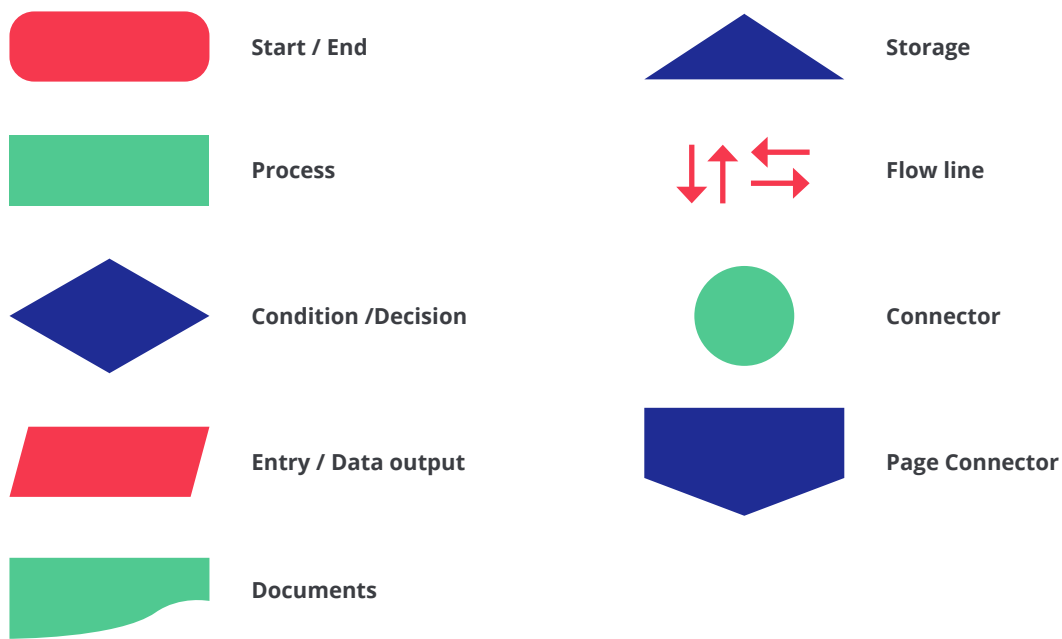 Start / End
Process
Condition /Decision
Entry / Data output
Documents
Storage
Flow line
Connector
Page Connector